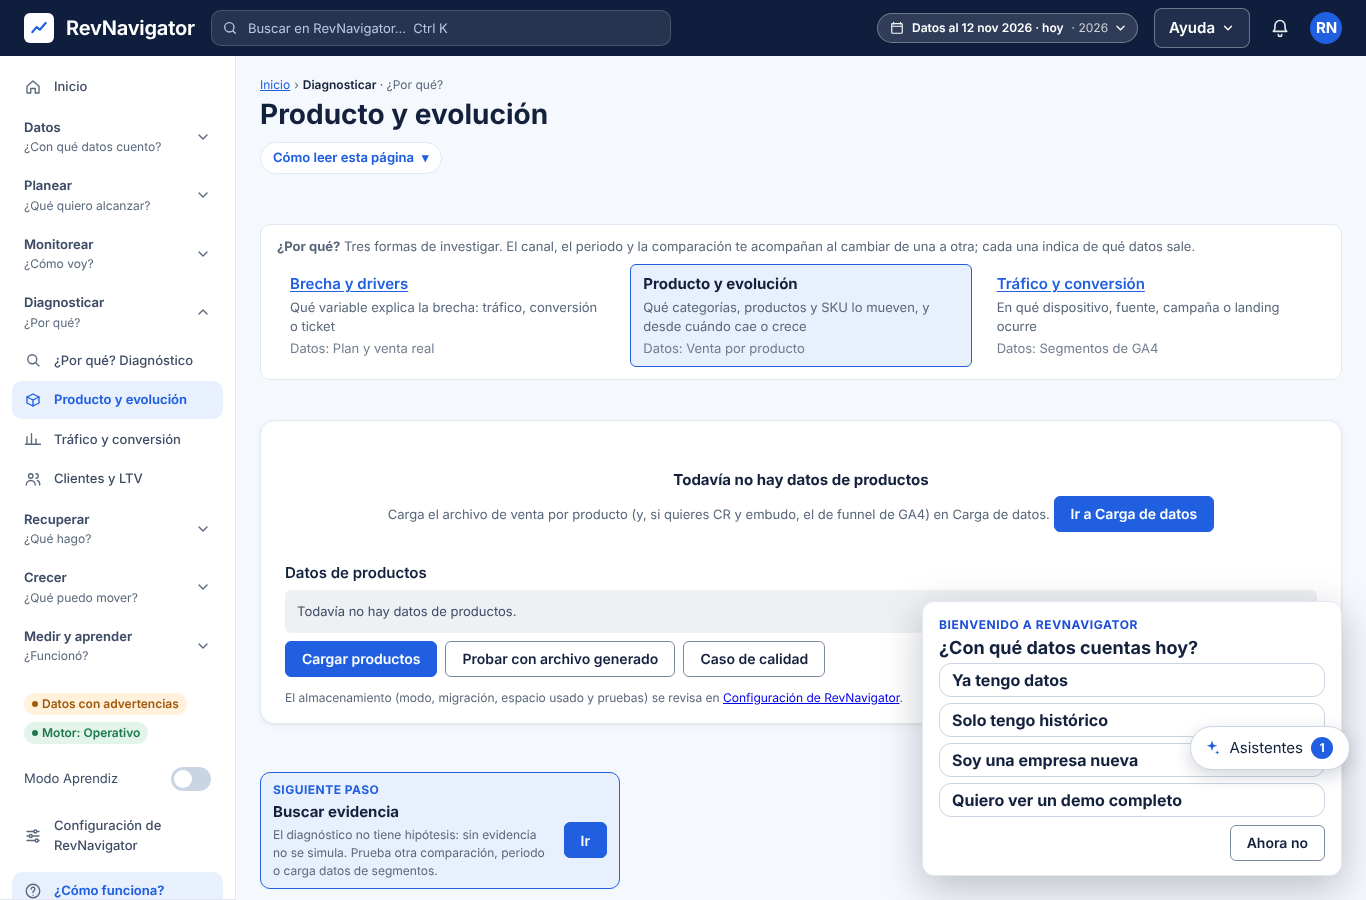 RevNavigator
Buscar en RevNavigator... Ctrl K
Datos al 12 nov 2026 · hoy · 2026
Ayuda
RN
Inicio
Datos
¿Con qué datos cuento?
Planear
¿Qué quiero alcanzar?
Monitorear
¿Cómo voy?
Diagnosticar
¿Por qué?
¿Por qué? Diagnóstico
Producto y evolución
Tráfico y conversión
Clientes y LTV
Recuperar
¿Qué hago?
Crecer
¿Qué puedo mover?
Medir y aprender
¿Funcionó?
Datos con advertencias
Motor: Operativo
Modo Aprendiz
Configuración de
RevNavigator
¿Cómo funciona?
Inicio › Diagnosticar · ¿Por qué?
Producto y evolución
Cómo leer esta página ▾
¿Por qué? Tres formas de investigar. El canal, el periodo y la comparación te acompañan al cambiar de una a otra; cada una indica de qué datos sale.
Brecha y drivers
Qué variable explica la brecha: tráfico, conversión
o ticket
Datos: Plan y venta real
Producto y evolución
Qué categorías, productos y SKU lo mueven, y
desde cuándo cae o crece
Datos: Venta por producto
Tráfico y conversión
En qué dispositivo, fuente, campaña o landing
ocurre
Datos: Segmentos de GA4
Todavía no hay datos de productos
Carga el archivo de venta por producto (y, si quieres CR y embudo, el de funnel de GA4) en Carga de datos. Ir a Carga de datos
Datos de productos
Todavía no hay datos de productos.
Cargar productos
Probar con archivo generado
Caso de calidad
El almacenamiento (modo, migración, espacio usado y pruebas) se revisa en Configuración de RevNavigator.
SIGUIENTE PASO
Buscar evidencia
El diagnóstico no tiene hipótesis: sin evidencia
no se simula. Prueba otra comparación, periodo
o carga datos de segmentos.
Ir
BIENVENIDO A REVNAVIGATOR
¿Con qué datos cuentas hoy?
Ya tengo datos
Solo tengo histórico
Soy una empresa nueva
Quiero ver un demo completo
Ahora no
Asistentes 1